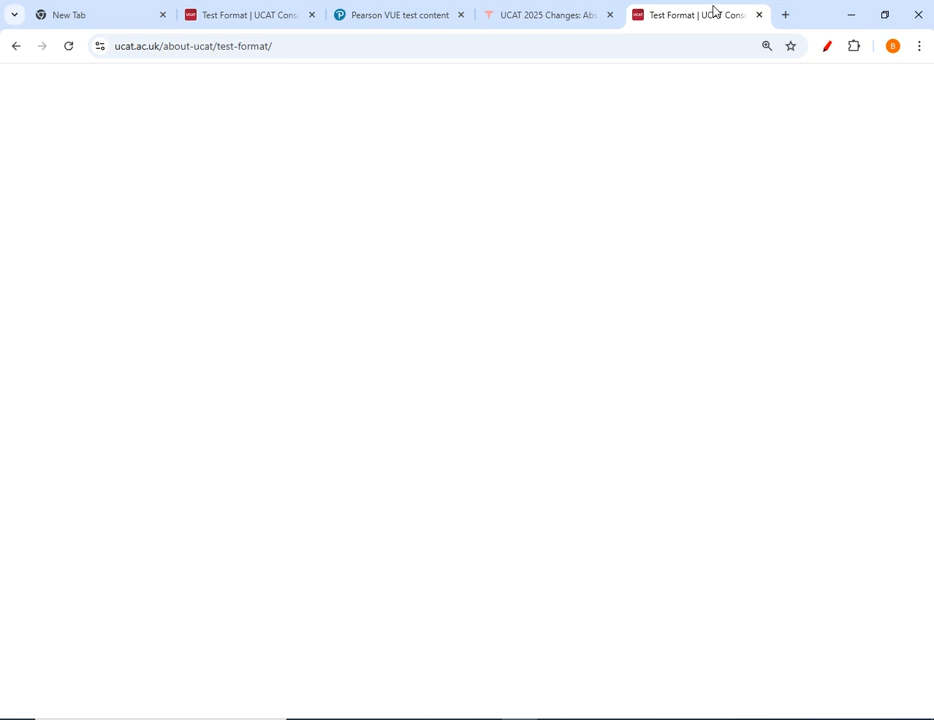 New Tab
Test Format | UCAT Cons
Pearson VUE test content
UCAT 2025 Changes: Abs
Test Format | UCAT Cons
ucat.ac.uk/about-ucat/test-format/
B